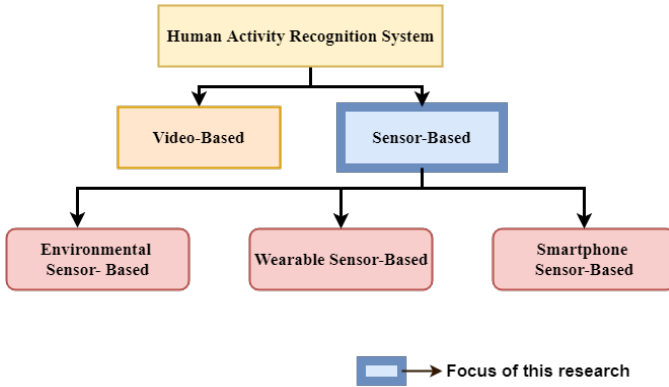 Human Activity Recognition System
Video-Based
Sensor-Based
Environmental
Sensor- Based
Wearable Sensor-Based
Smartphone
Sensor-Based
Focus of this research